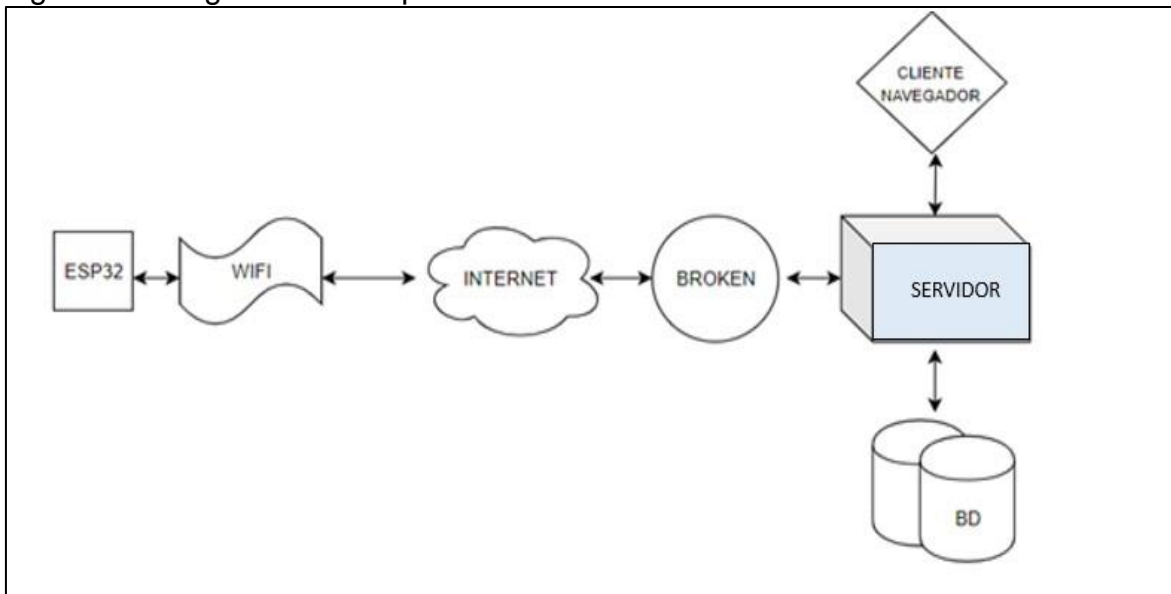 CLIENTE
NAVEGADOR
ESP32
WIFI
INTERNET
BROKEN
SERVIDOR
BD